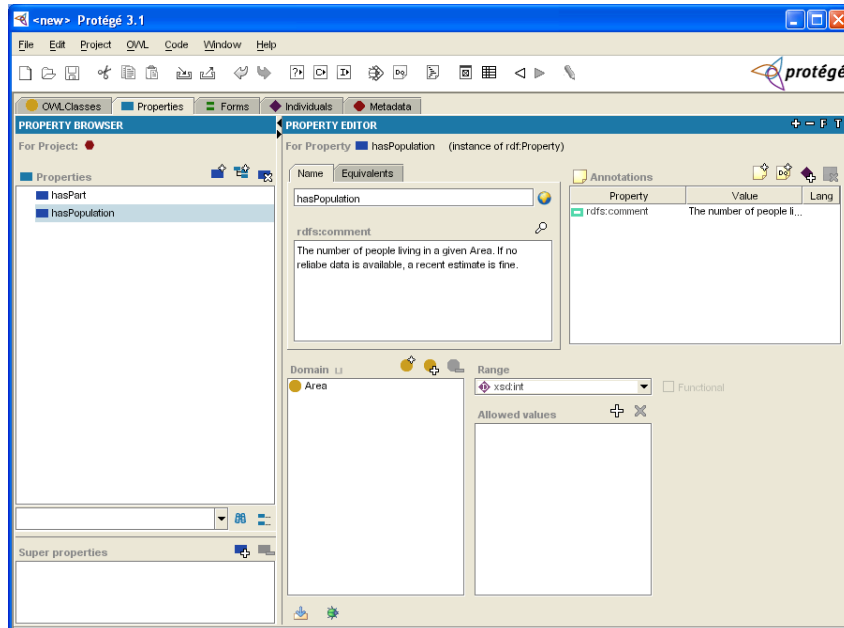 <new> Protégé 3.1
File Edit Project OWL Code Window Help
protégé
OWLClasses Properties Forms Individuals Metadata
PROPERTY BROWSER
For Project:
Properties
hasPart
hasPopulation
Super properties
PROPERTY EDITOR
For Property hasPopulation (instance of rdf:Property)
Name Equivalents
hasPopulation
rdfs:comment
The number of people living in a given Area. If no
reliabe data is available, a recent estimate is fine.
Annotations
Property Value Lang
rdfs:comment The number of people li...
Domain
Area
Range
xsd:int
Functional
Allowed values